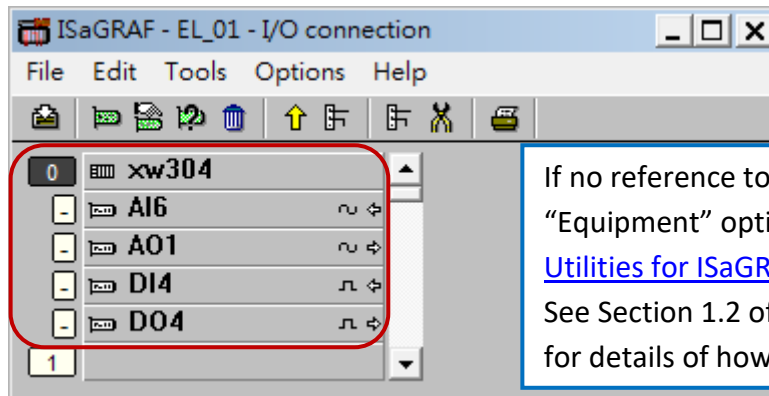 ISaGRAF - EL_01 - I/O connection
File Edit Tools Options Help
0 xw304
- AI6
- AO1
- DI4
- DO4
1
If no reference to
“Equipment” opti
Utilities for ISaGR
See Section 1.2 of
for details of how